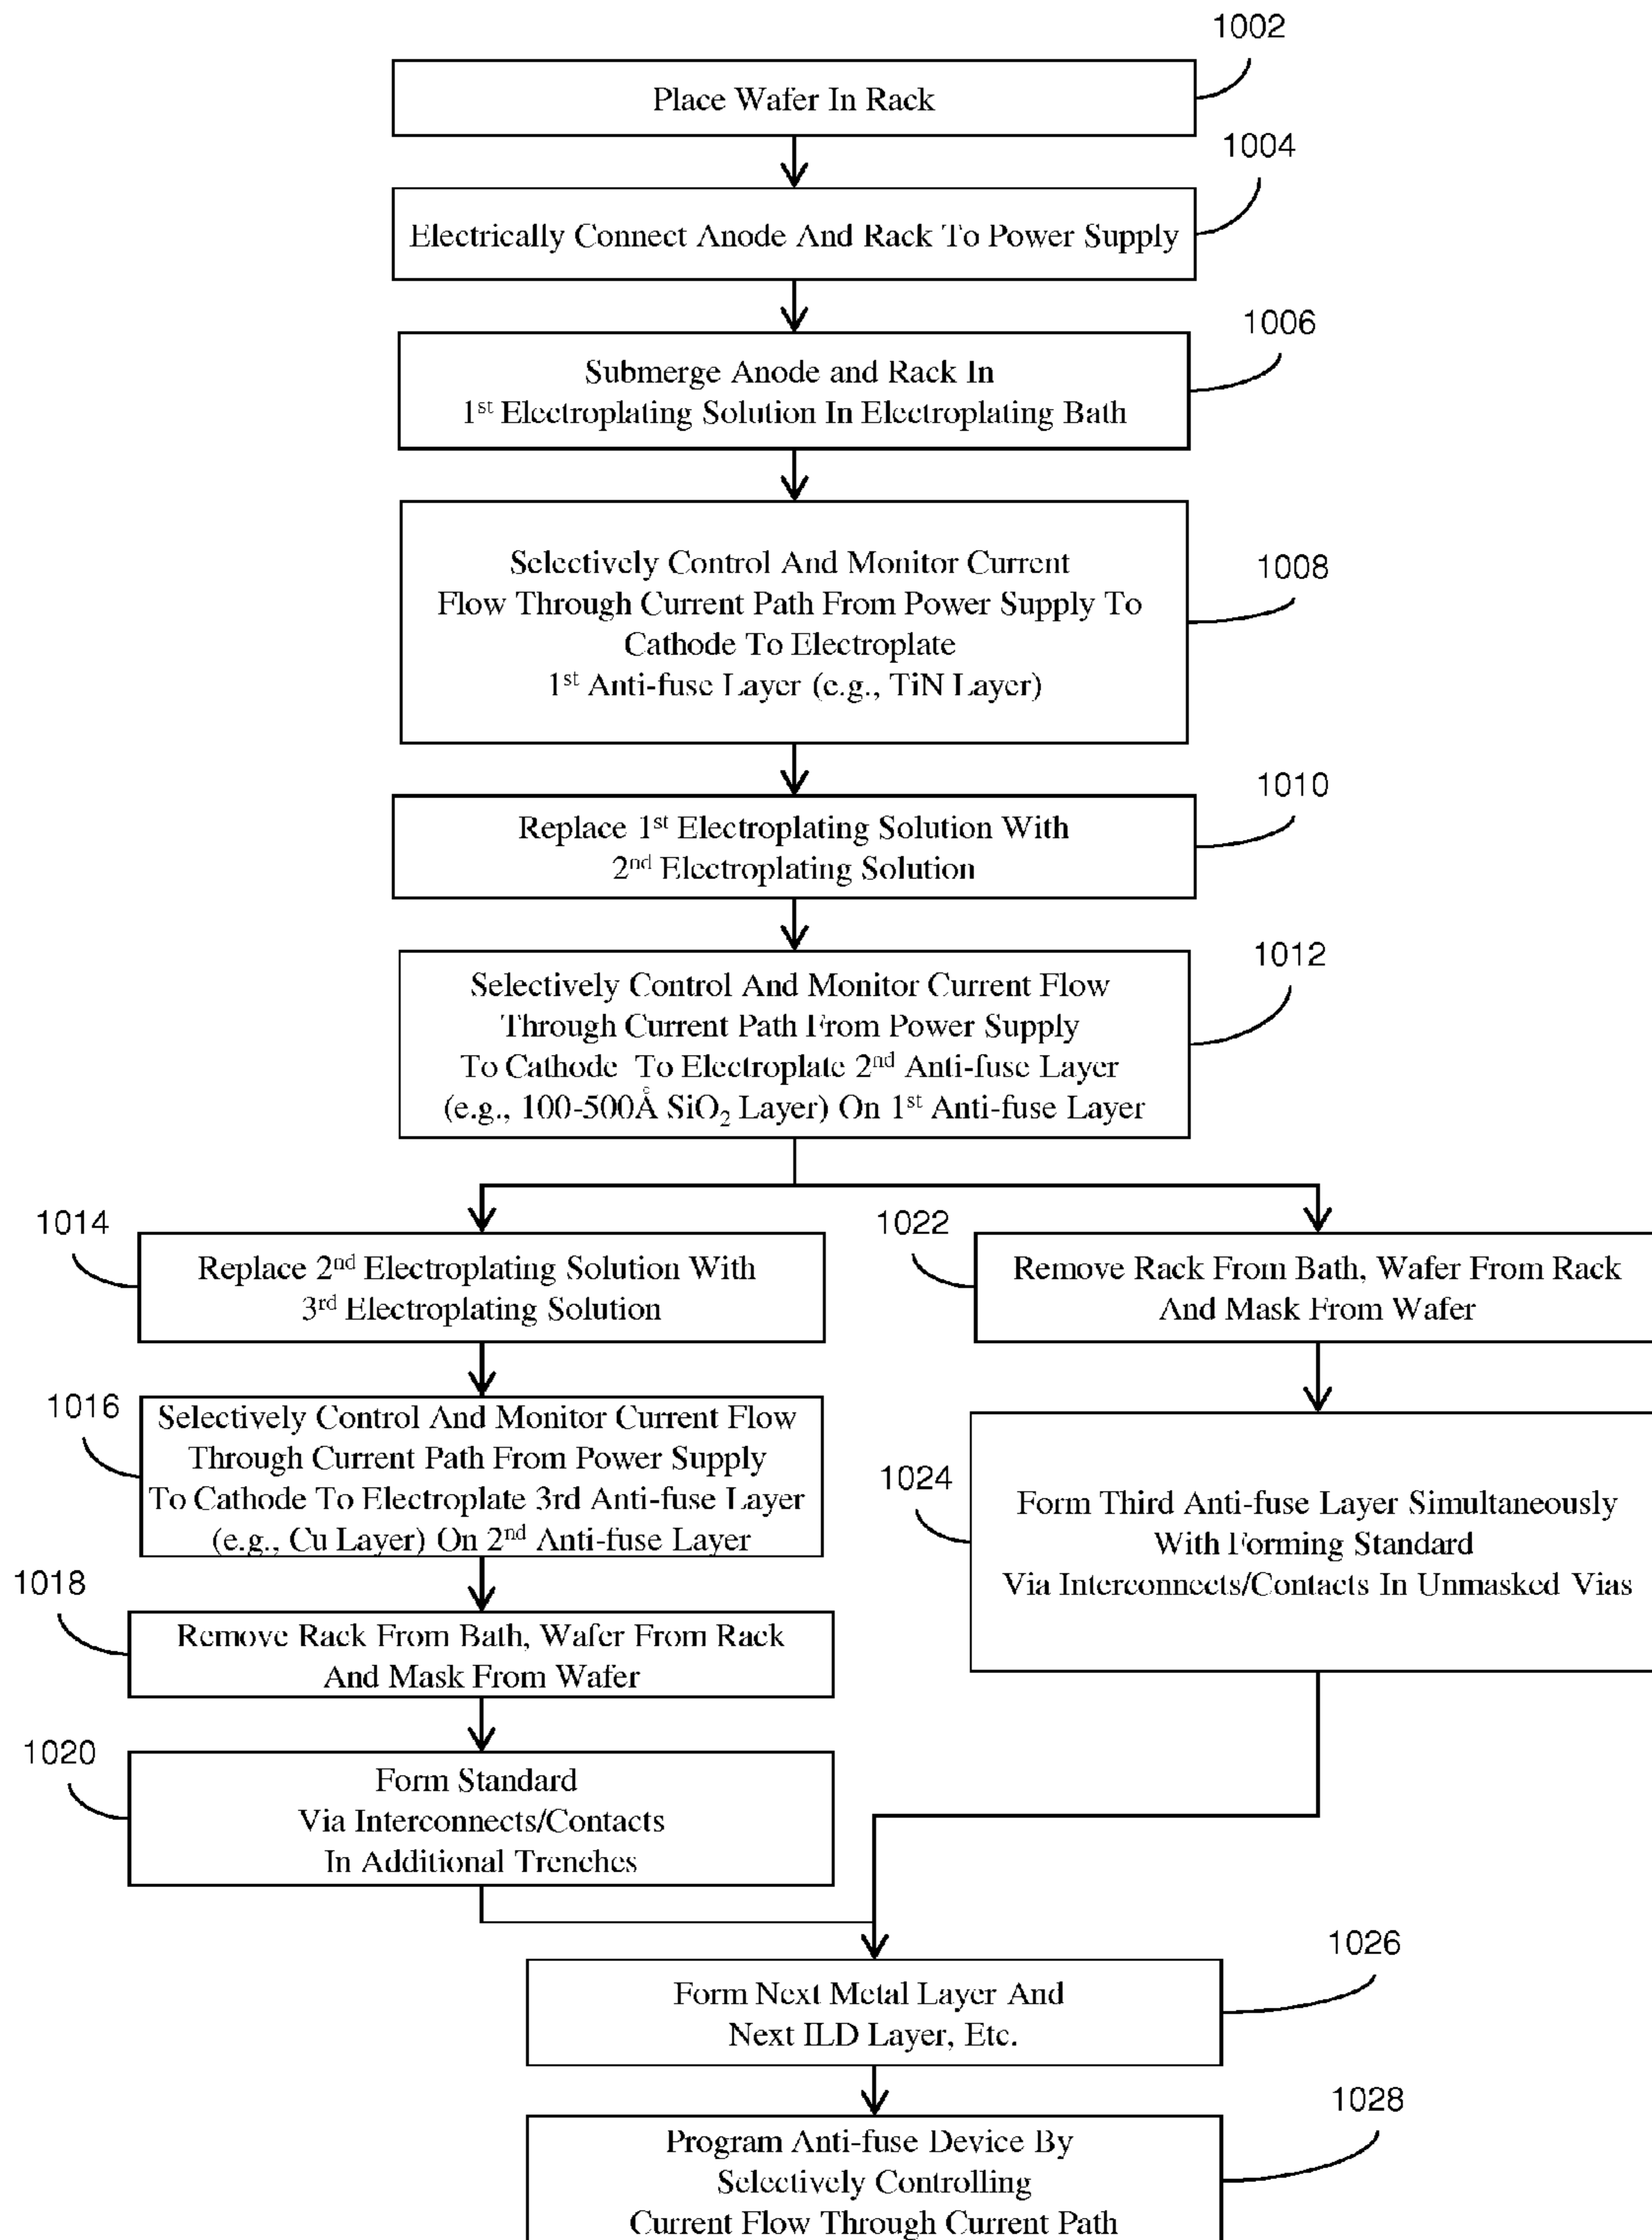 1002
Place Wafer In Rack
1004
Electrically Connect Anode And Rack To Power Supply
1006
Submerge Anode and Rack In
1st Electroplating Solution In Electroplating Bath
1008
Selectively Control And Monitor Current
Flow Through Current Path From Power Supply To
Cathode To Electroplate
1st Anti-fuse Layer (e.g., TiN Layer)
1010
Replace 1st Electroplating Solution With
2nd Electroplating Solution
1012
Selectively Control And Monitor Current Flow
Through Current Path From Power Supply
To Cathode To Electroplate 2nd Anti-fuse Layer
(e.g., 100-500Å SiO₂ Layer) On 1st Anti-fuse Layer
1014
Replace 2nd Electroplating Solution With
3rd Electroplating Solution
1016
Selectively Control And Monitor Current Flow
Through Current Path From Power Supply
To Cathode To Electroplate 3rd Anti-fuse Layer
(e.g., Cu Layer) On 2nd Anti-fuse Layer
1018
Remove Rack From Bath, Wafer From Rack
And Mask From Wafer
1020
Form Standard
Via Interconnects/Contacts
In Additional Trenches
1022
Remove Rack From Bath, Wafer From Rack
And Mask From Wafer
1024
Form Third Anti-fuse Layer Simultaneously
With Forming Standard
Via Interconnects/Contacts In Unmasked Vias
1026
Form Next Metal Layer And
Next ILD Layer, Etc.
1028
Program Anti-fuse Device By
Selectively Controlling
Current Flow Through Current Path